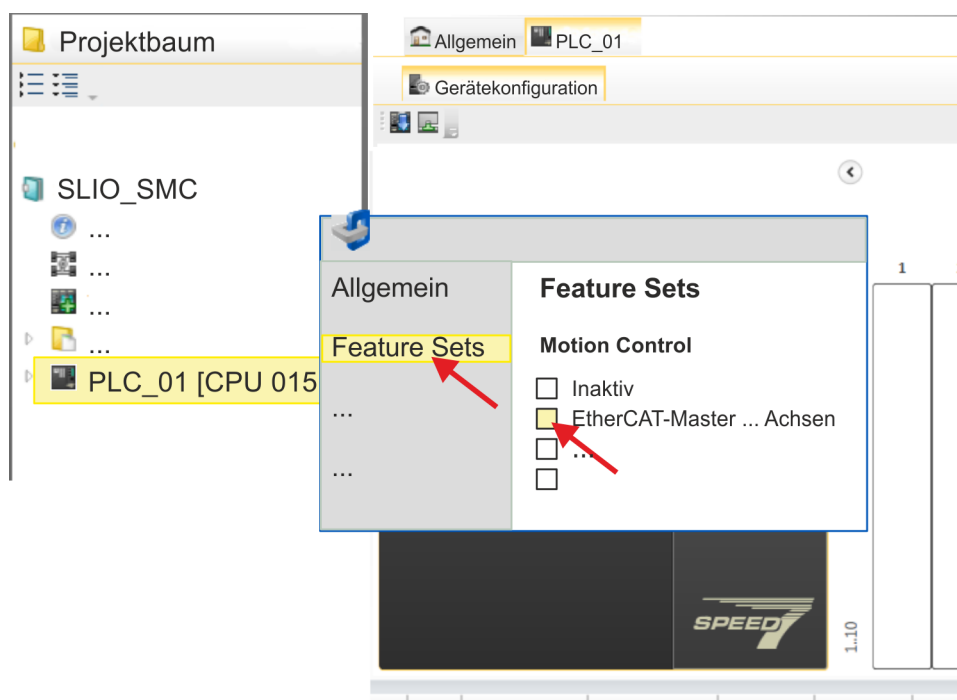 Projektbaum
SLIO_SMC
...
...
...
...
PLC_01 [CPU 015
Allgemein
PLC_01
Gerätekonfiguration
Allgemein
Feature Sets
...
...
Feature Sets
Motion Control
Inaktiv
EtherCAT-Master ... Achsen
...
1
SPEED7
1..10